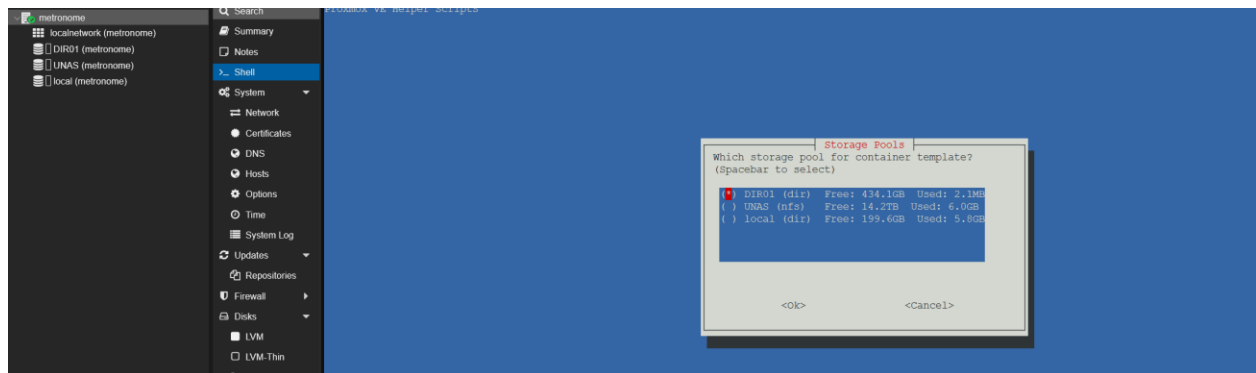 metronome
localnetwork (metronome)
DIR01 (metronome)
UNAS (metronome)
local (metronome)
Search
Summary
Notes
Shell
System
Network
Certificates
DNS
Hosts
Options
Time
System Log
Updates
Repositories
Firewall
Disks
LVM
LVM-Thin
Proxmox VE Helper Scripts
Storage Pools
Which storage pool for container template?
(Spacebar to select)
(*) DIR01 (dir) Free: 434.1GB Used: 2.1MB
( ) UNAS (nfs) Free: 14.2TB Used: 6.0GB
( ) local (dir) Free: 199.6GB Used: 5.8GB
<Ok> <Cancel>